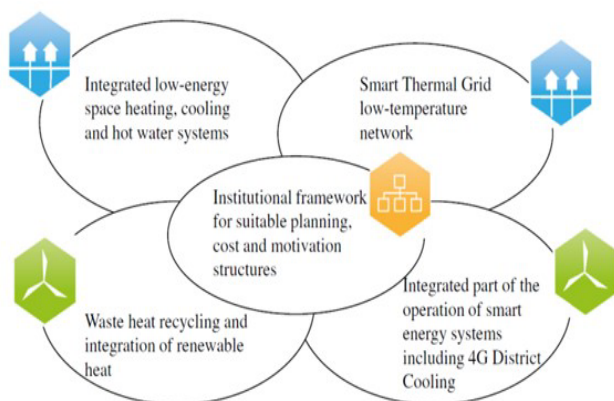 Integrated low-energy
space heating, cooling
and hot water systems
Smart Thermal Grid
low-temperature
network
Institutional framework
for suitable planning,
cost and motivation
structures
Waste heat recycling and
integration of renewable
heat
Integrated part of the
operation of smart
energy systems
including 4G District
Cooling